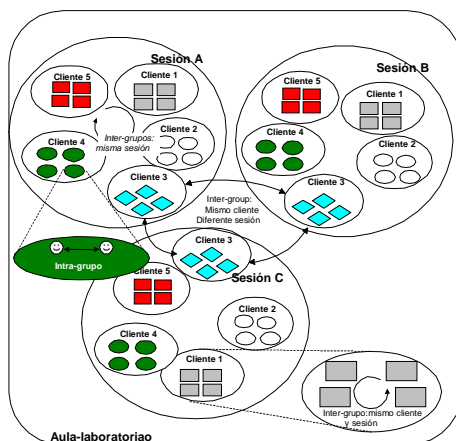 Sesión A
Cliente 5
Cliente 1
Inter-grupos:
misma sesión
Cliente 4
Cliente 2
Cliente 3
Sesión B
Cliente 5
Cliente 1
Cliente 4
Cliente 2
Cliente 3
Inter-group:
Mismo cliente
Diferente sesión
Intra-grupo
Cliente 3
Sesión C
Cliente 5
Cliente 2
Cliente 4
Cliente 1
Inter-grupo:mismo cliente
y sesión
Aula-laboratoriao